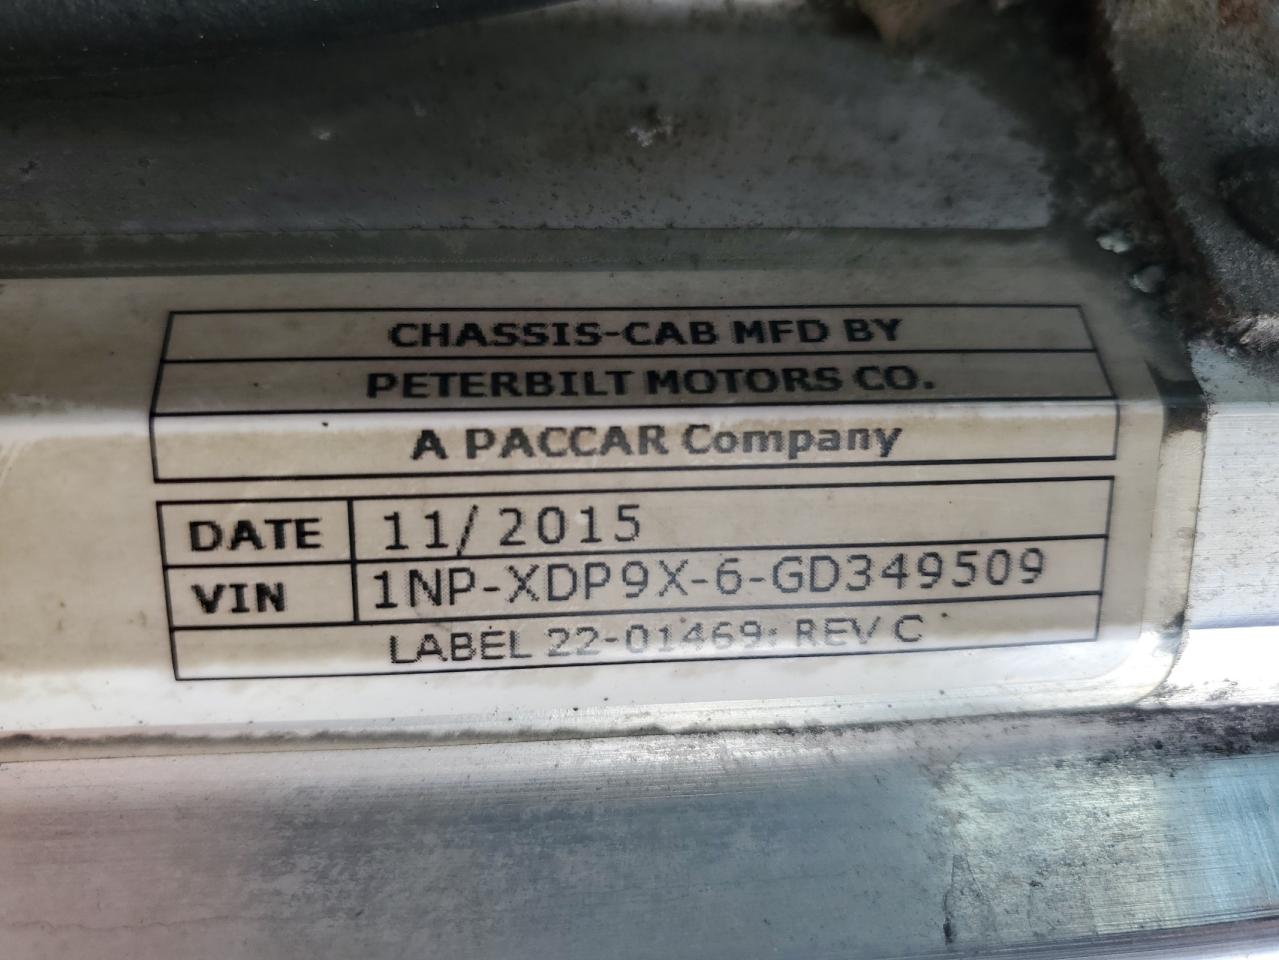 CHASSIS-CAB MFD BY
PETERBILT MOTORS CO.
A PACCAR Company
DATE 11/2015
VIN 1NP-XDP9X-6-GD349509
LABEL 22-01469: REV C